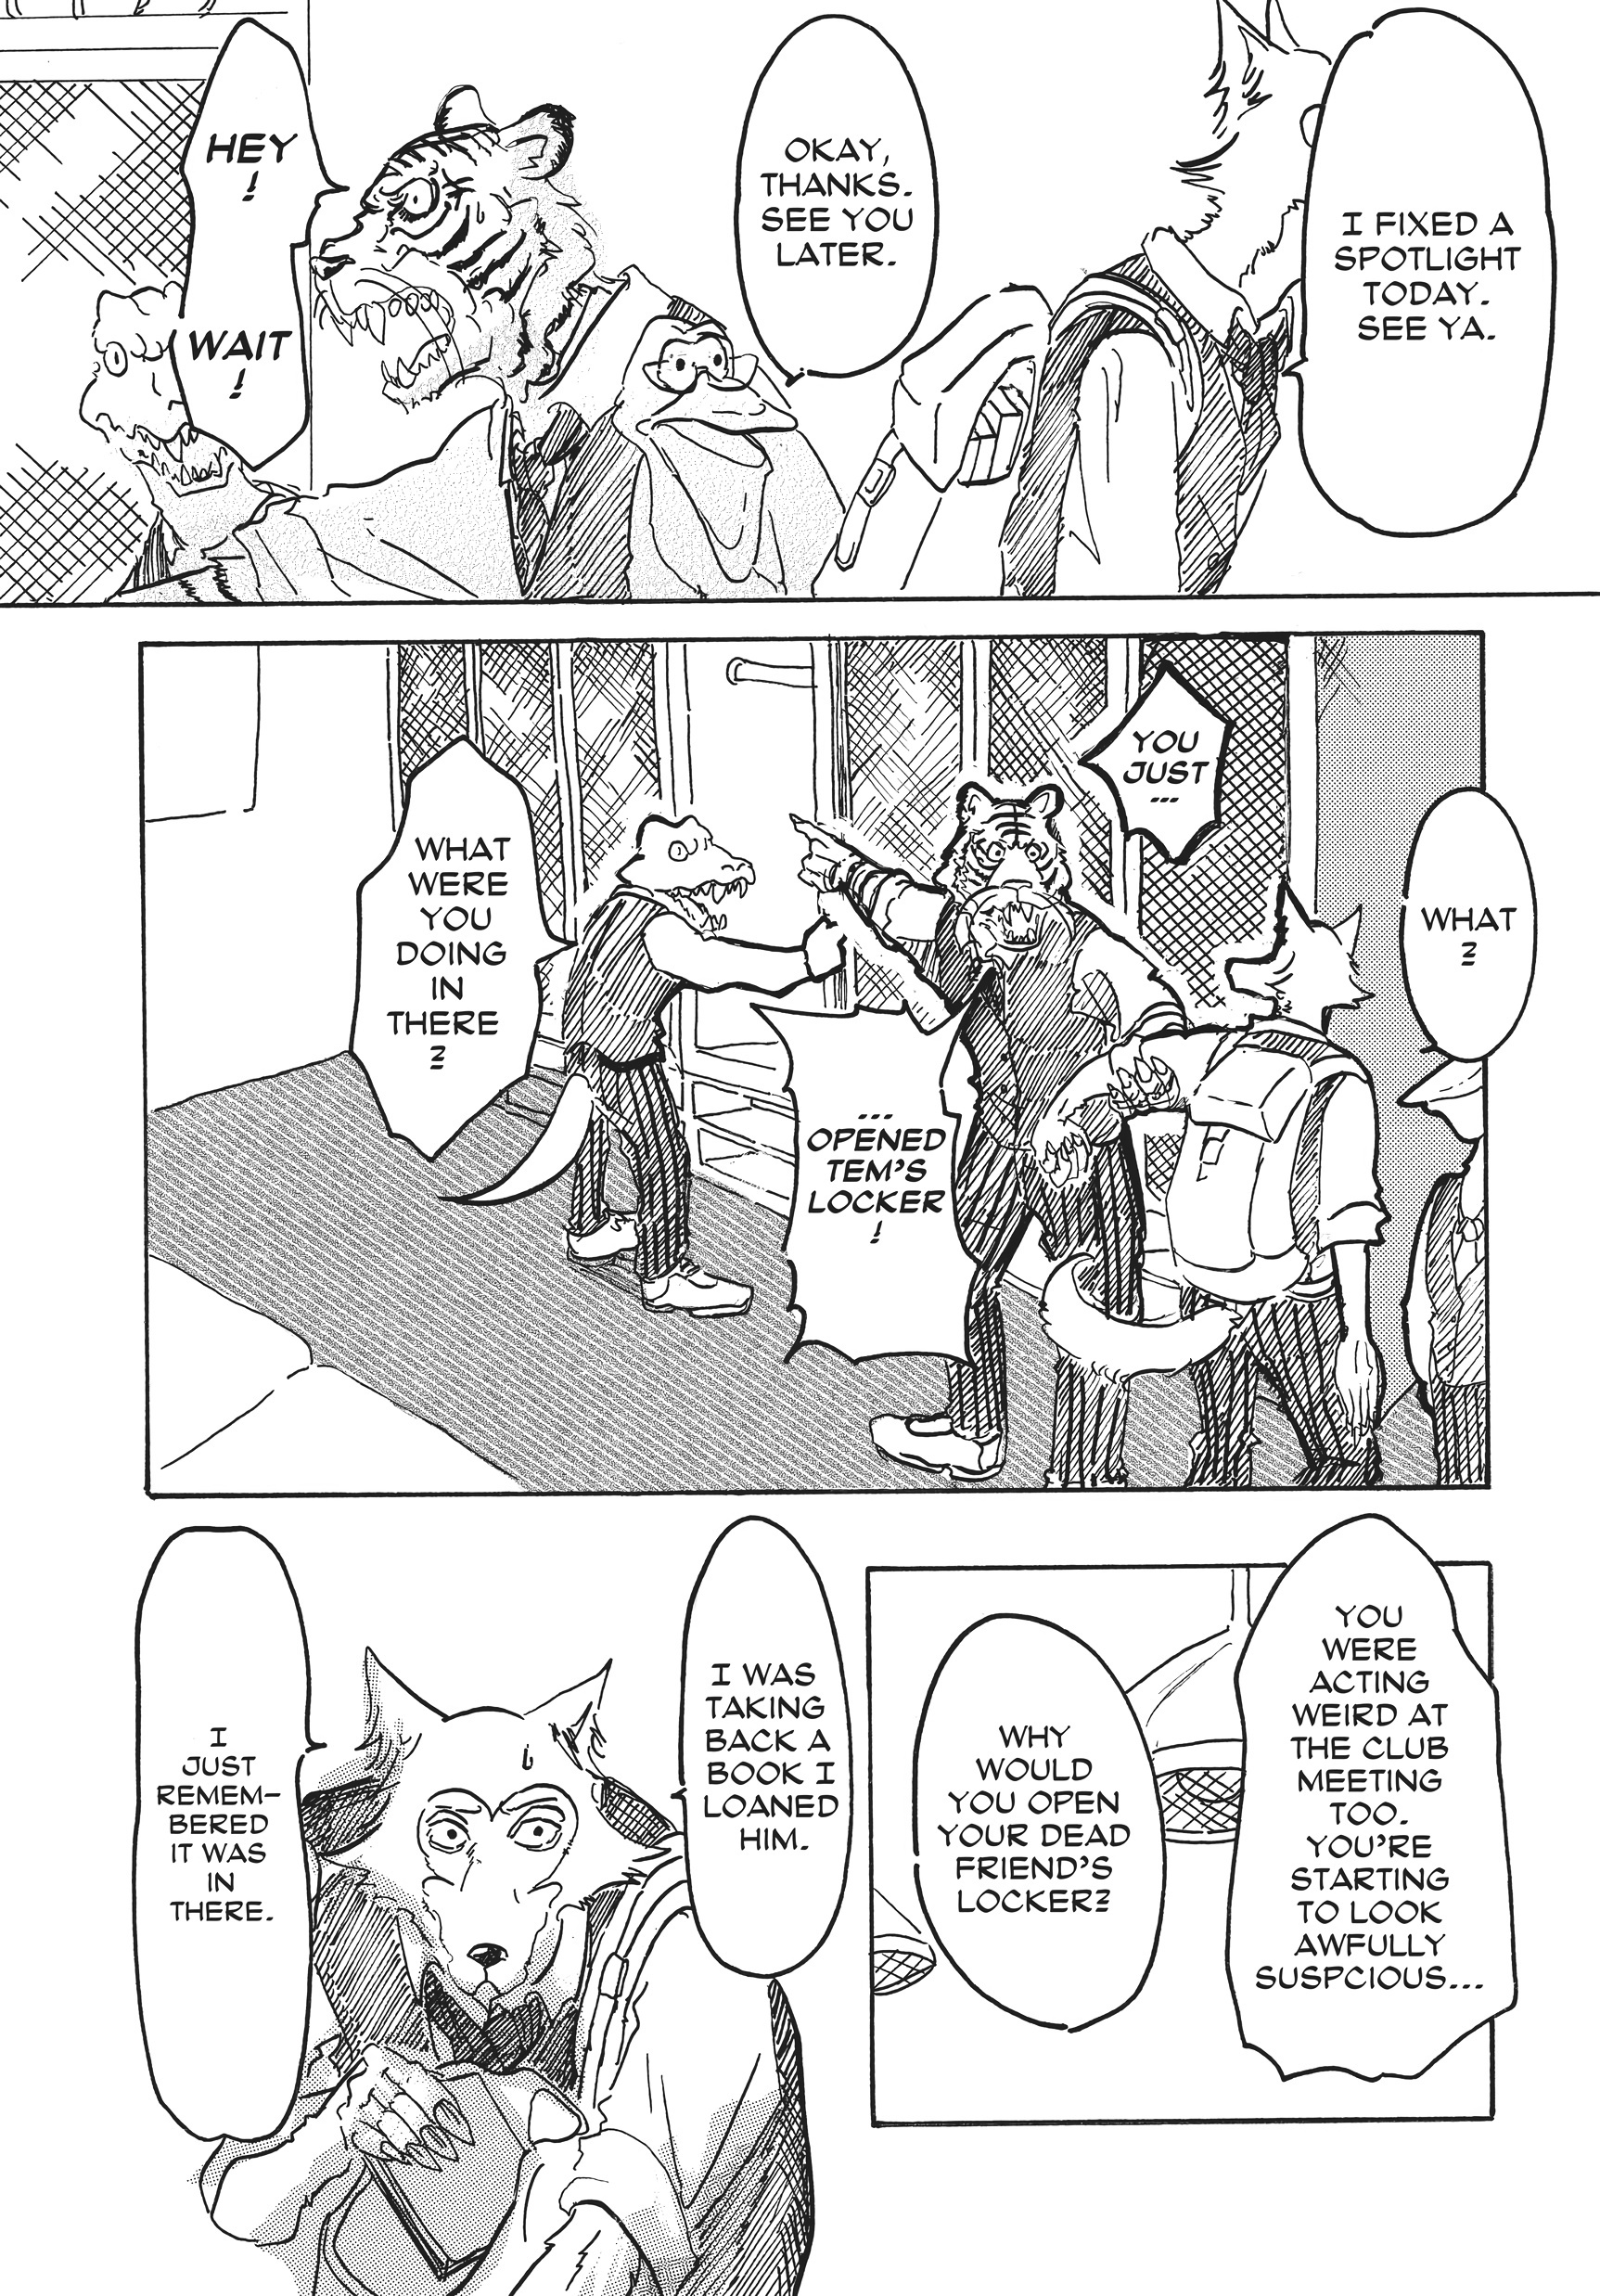 I FIXED A
SPOTLIGHT
TODAY.
SEE YA.
OKAY,
THANKS.
SEE YOU
LATER.
HEY
!
WAIT
!
WHAT
?
YOU
JUST
...
...
OPENED
TEM'S
LOCKER
!
WHAT
WERE
YOU
DOING
IN
THERE
?
YOU
WERE
ACTING
WEIRD AT
THE CLUB
MEETING
TOO.
YOU'RE
STARTING
TO LOOK
AWFULLY
SUSPCIOUS...
WHY
WOULD
YOU OPEN
YOUR DEAD
FRIEND'S
LOCKER?
I WAS
TAKING
BACK A
BOOK I
LOANED
HIM.
I
JUST
REMEM-
BERED
IT WAS
IN
THERE.